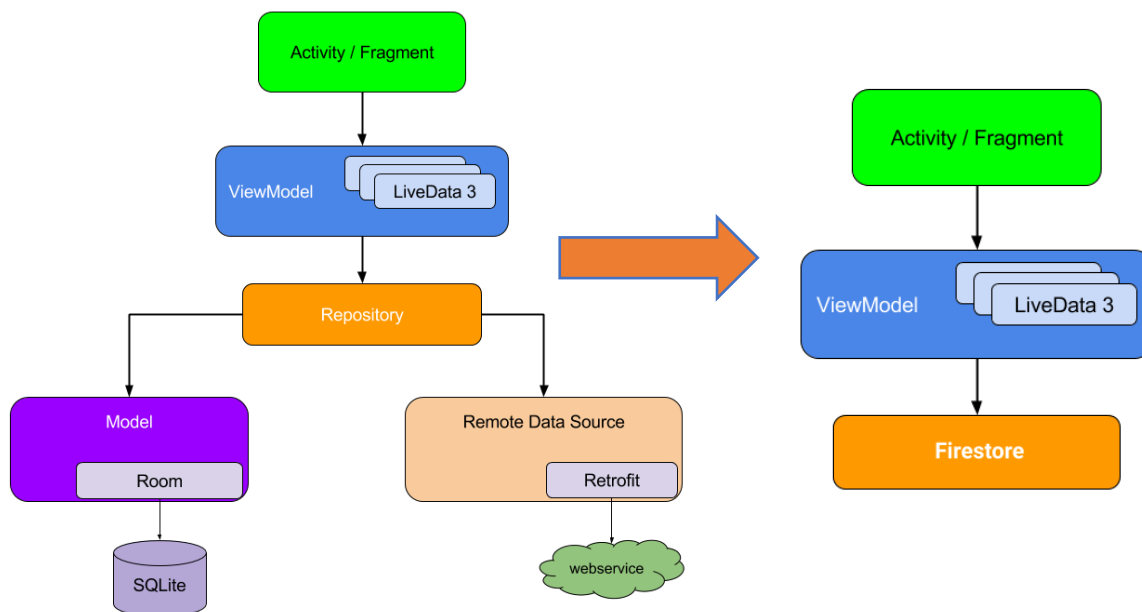 Activity / Fragment
ViewModel
LiveData 3
Repository
Model
Room
SQLite
Remote Data Source
Retrofit
webservice
Activity / Fragment
ViewModel
LiveData 3
Firestore